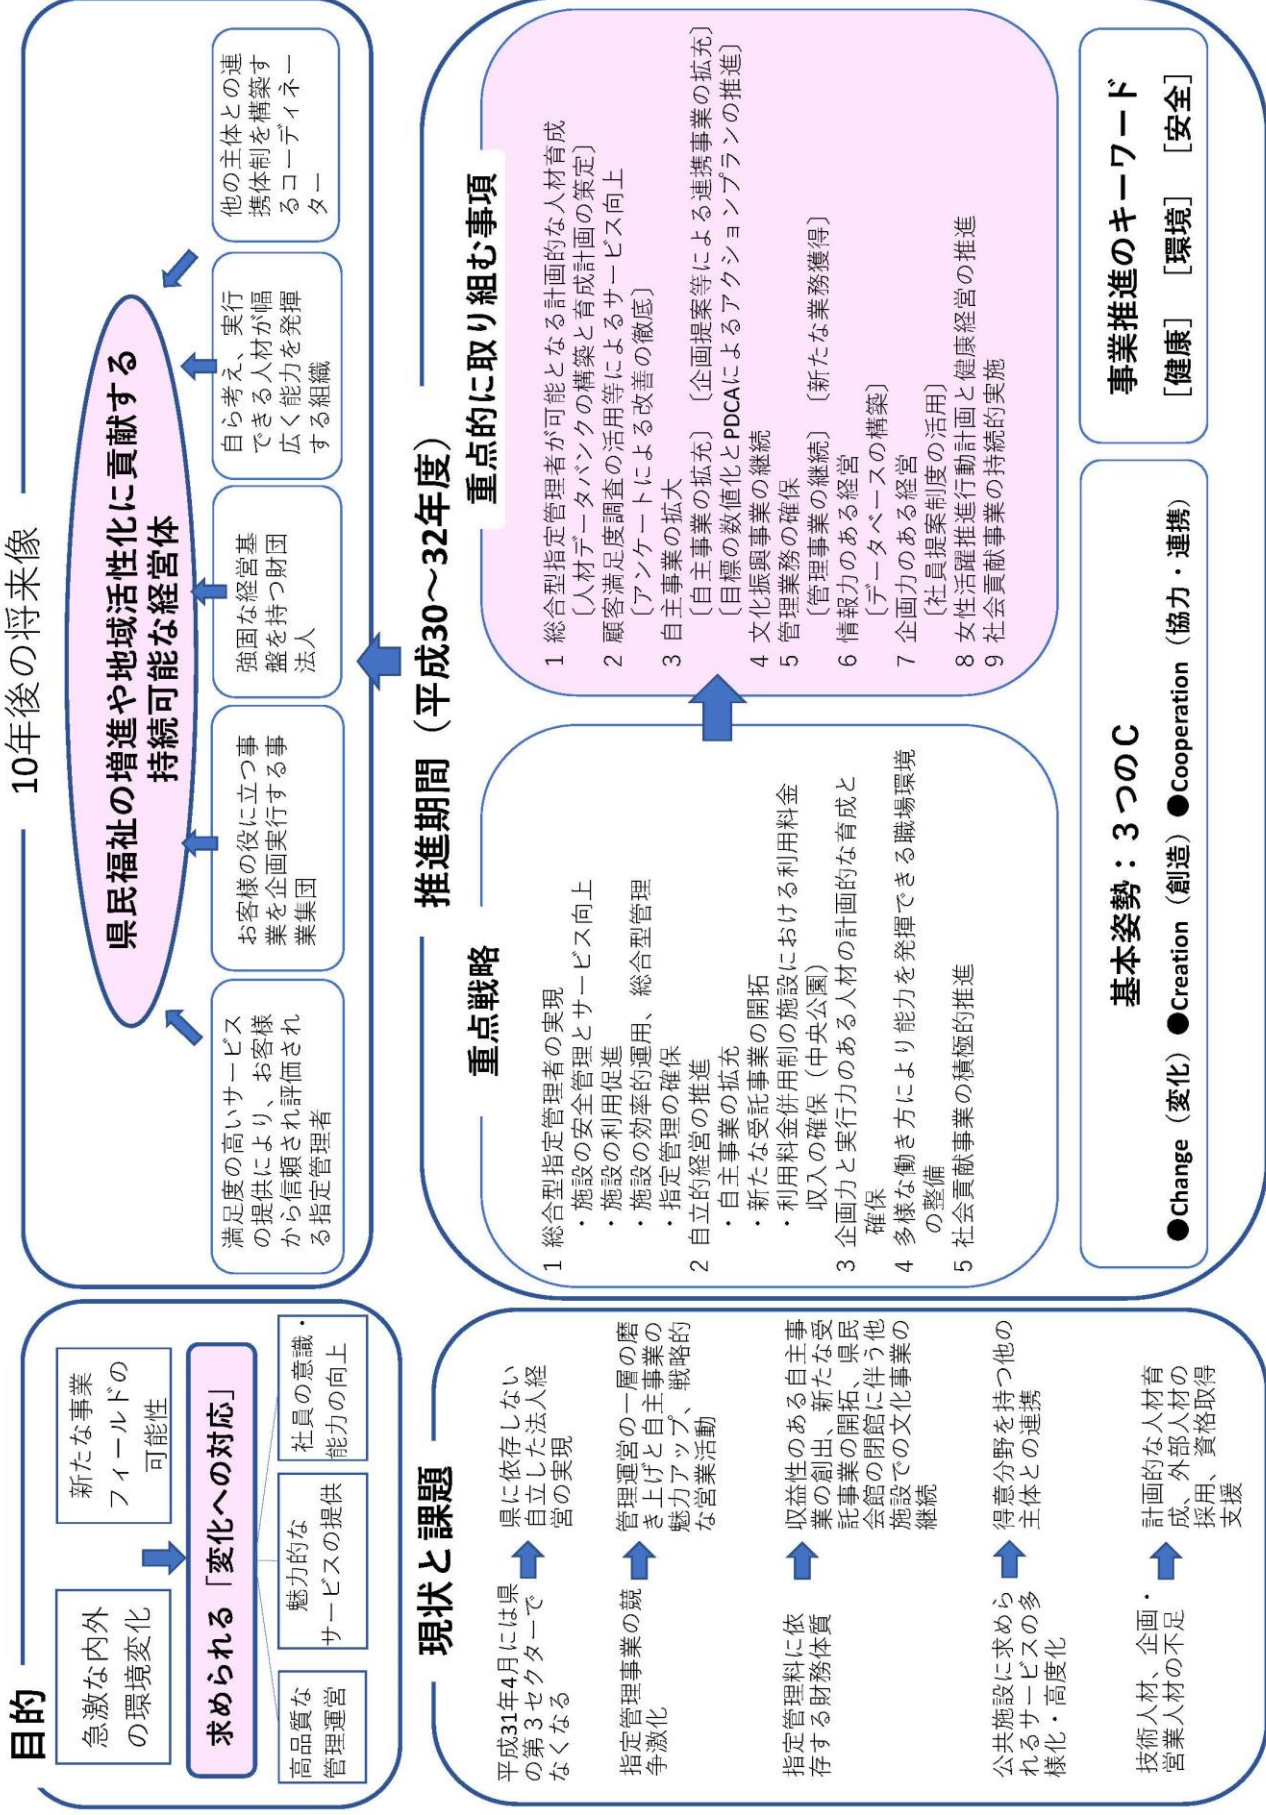 目的
急激な内外
の環境変化
新たな事業
フィールドの
可能性
求められる「変化への対応」
高品質な
管理運営
魅力的な
サービスの提供
社員の意識・
能力の向上
現状と課題
平成31年4月には県
の第３セクターで
なくなる
県に依存しない
自立した法人経
営の実現
指定管理事業の競
争激化
管理運営の一層の磨
き上げと自主事業の
魅力アップ、戦略的
な営業活動
指定管理料に依
存する財務体質
収益性のある自主事
業の創出、新たな受
託事業の開拓、県民
会館の閉館に伴う他
施設での文化事業の
継続
公共施設に求めら
れるサービスの多
様化・高度化
得意分野を持つ他の
主体との連携
技術人材、企画・
営業人材の不足
計画的な人材育
成、外部人材の
採用、資格取得
支援
10年後の将来像
県民福祉の増進や地域活性化に貢献する
持続可能な経営体
満足度の高いサービス
の提供により、お客様
から信頼され評価され
る指定管理者
お客様の役に立つ事
業を企画実行する事
業集団
強固な経営基
盤を持つ財団
法人
自ら考え、実行
できる人材が幅
広く能力を発揮
する組織
他の主体との連
携体制を構築す
るコーディネー
ター
推進期間（平成30～32年度）
重点戦略
1 総合型指定管理者の実現
・施設の安全管理とサービス向上
・施設の利用促進
・施設の効率的運用、総合型管理
・指定管理の確保
2 自立的経営の推進
・自主事業の拡充
・新たな受託事業の開拓
・利用料金併用制の施設における利用料金
収入の確保（中央公園）
3 企画力と実行力のある人材の計画的な育成と
確保
4 多様な働き方により能力を発揮できる職場環境
の整備
5 社会貢献事業の積極的推進
重点的に取り組む事項
1 総合型指定管理者が可能となる計画的な人材育成
〔人材データバンクの構築と育成計画の策定〕
2 顧客満足度調査の活用等によるサービス向上
〔アンケートによる改善の徹底〕
3 自主事業の拡大
〔自主事業の拡充〕〔企画提案等による連携事業の拡充〕
〔目標の数値化とPDCAによるアクションプランの推進〕
4 文化振興事業の継続
5 管理業務の確保
〔管理事業の継続〕 〔新たな業務獲得〕
6 情報力のある経営
〔データベースの構築〕
7 企画力のある経営
〔社員提案制度の活用〕
8 女性活躍推進行動計画と健康経営の推進
9 社会貢献事業の持続的実施
基本姿勢：３つのＣ
●Change（変化）●Creation（創造）●Cooperation（協力・連携）
事業推進のキーワード
［健康］ ［環境］ ［安全］